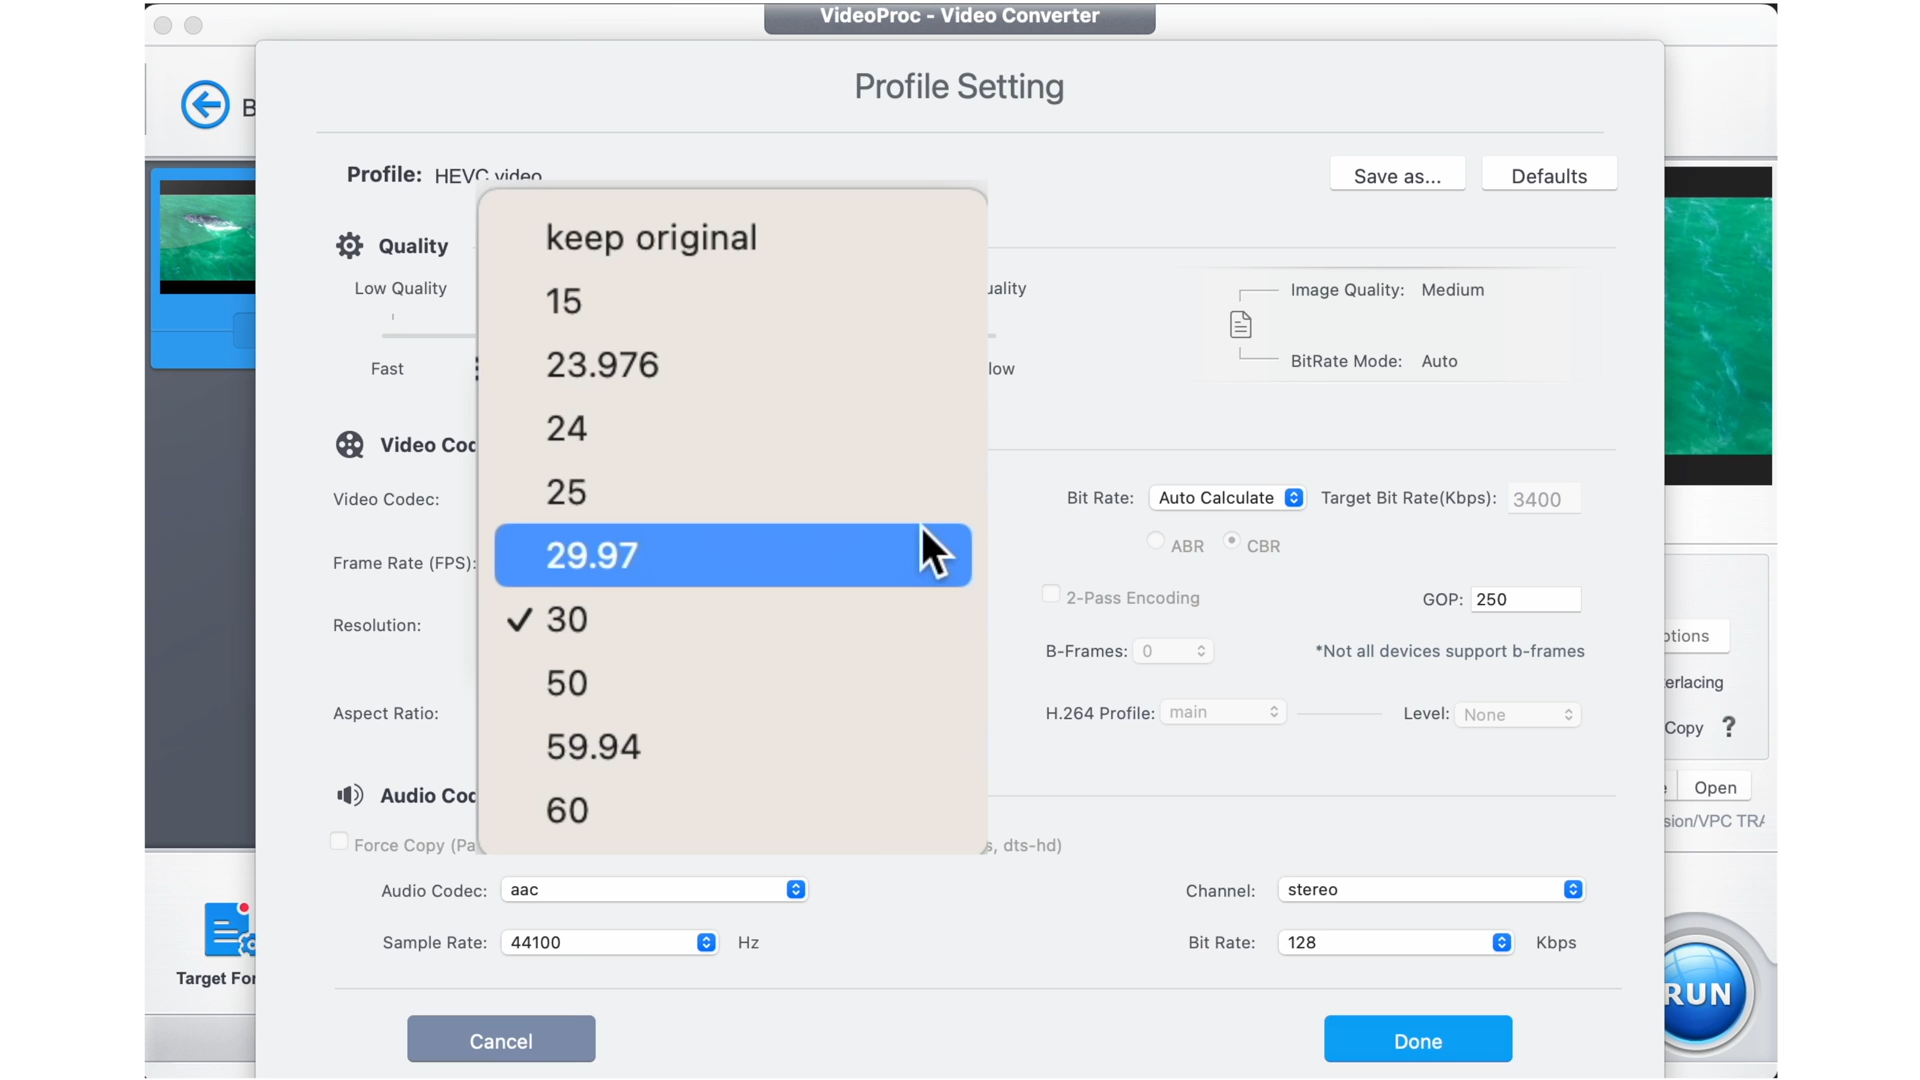 VideoProc - Video Converter
Profile Setting
B
Profile: HEVC video
Save as...
Defaults
Quality
Low Quality
uality
Fast
low
Image Quality: Medium
BitRate Mode: Auto
keep original
15
23.976
24
25
29.97
✓ 30
50
59.94
60
Video Cod
Video Codec:
Frame Rate (FPS):
Resolution:
Aspect Ratio:
Bit Rate: Auto Calculate
Target Bit Rate(Kbps): 3400
ABR CBR
2-Pass Encoding
GOP: 250
B-Frames: 0
*Not all devices support b-frames
H.264 Profile: main
Level: None
ptions
erlacing
Copy ?
Open
sion/VPC TRA
Audio Cod
Force Copy (Pa
s, dts-hd)
Audio Codec: aac
Channel: stereo
Sample Rate: 44100 Hz
Bit Rate: 128 Kbps
Target For
RUN
Cancel
Done